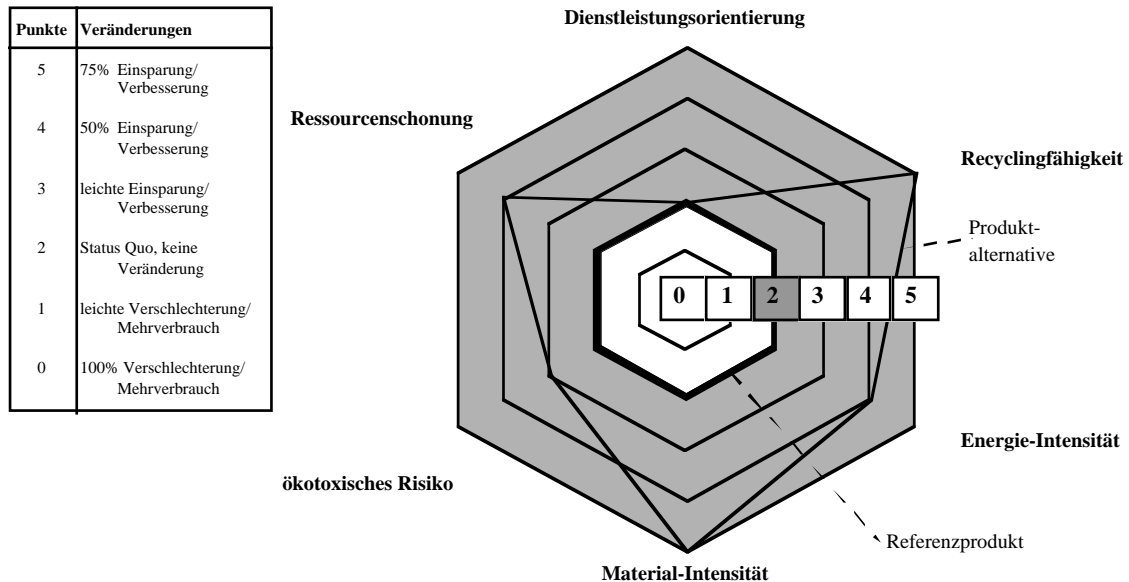 Punkte Veränderungen
5 75% Einsparung/
Verbesserung
4 50% Einsparung/
Verbesserung
3 leichte Einsparung/
Verbesserung
2 Status Quo, keine
Veränderung
1 leichte Verschlechterung/
Mehrverbrauch
0 100% Verschlechterung/
Mehrverbrauch
Dienstleistungsorientierung
Ressourcenschonung
Recyclingfähigkeit
Produkt-
alternative
0 1 2 3 4 5
Energie-Intensität
ökotoxisches Risiko
Referenzprodukt
Material-Intensität